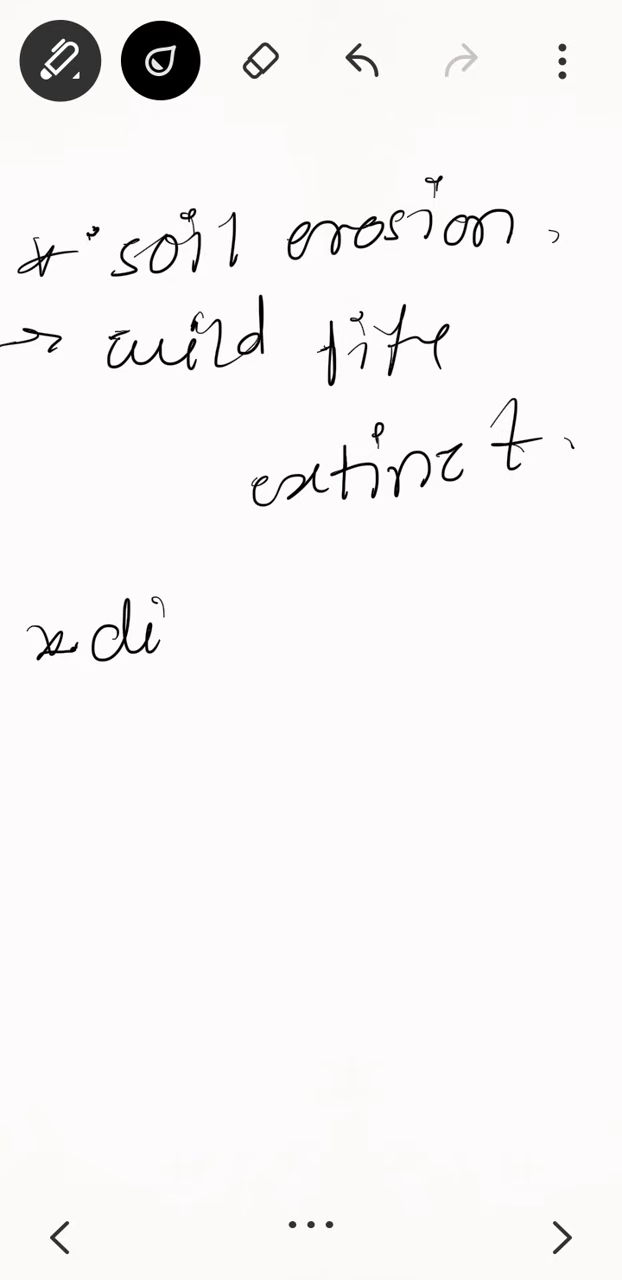 * soil erosion.
→ wild life
extinct.
x di